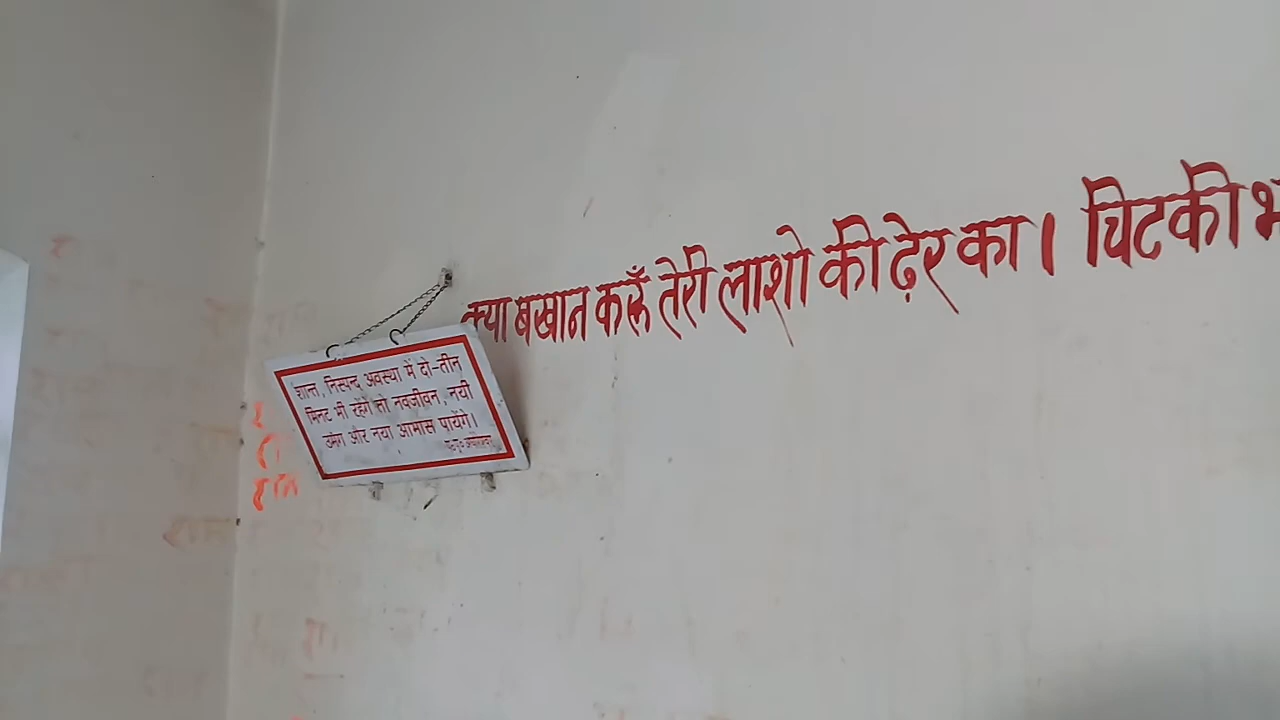 क्या बखान करूँ तेरी लाशो की ढ़ेर का। चिटकी
शान्त, निस्पन्द अवस्था में दो-तीन
मिनट भी रहेंगे तो नवजीवन, नयी
उमंग और नया आभास पायेंगे।